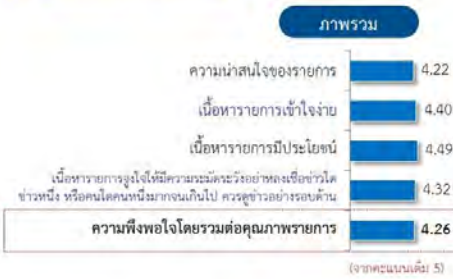 ภาพรวม
ความน่าสนใจของรายการ 4.22
เนื้อหารายการเข้าใจง่าย 4.40
เนื้อหารายการมีประโยชน์ 4.49
เนื้อหารายการจูงใจให้มีความระมัดระวังอย่าหลงเชื่อข่าวใด
ข่าวหนึ่ง หรือคนใดคนหนึ่งมากจนเกินไป ควรดูข่าวอย่างรอบด้าน 4.32
ความพึงพอใจโดยรวมต่อคุณภาพรายการ 4.26
(จากคะแนนเต็ม 5)